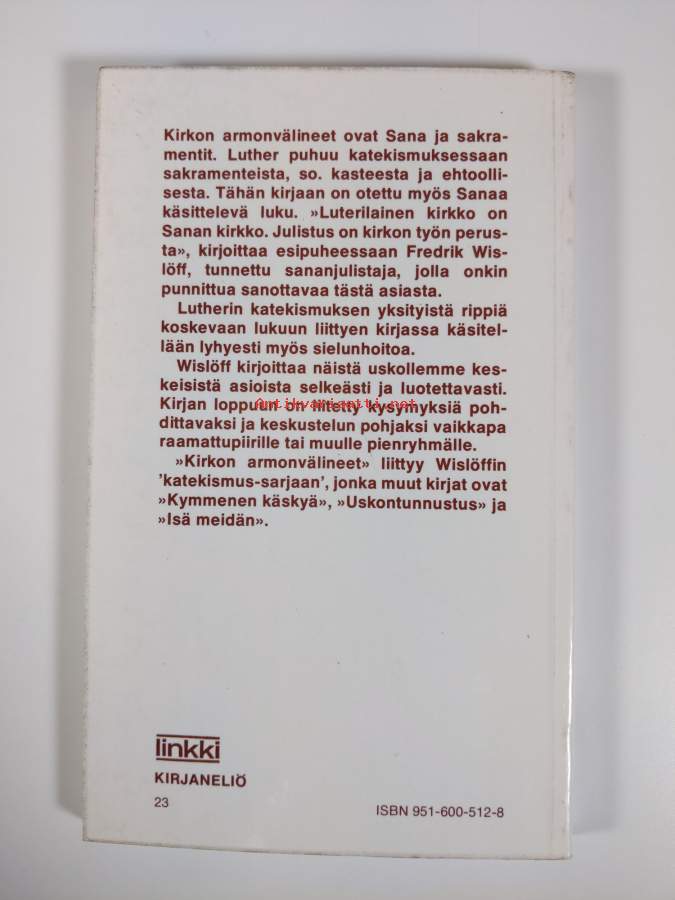 Kirkon armonvälineet ovat Sana ja sakra-
mentit. Luther puhuu katekismuksessaan
sakramenteista, so. kasteesta ja ehtoolli-
sesta. Tähän kirjaan on otettu myös Sanaa
käsittelevä luku. »Luterilainen kirkko on
Sanan kirkko. Julistus on kirkon työn perus-
ta», kirjoittaa esipuheessaan Fredrik Wis-
löff, tunnettu sananjulistaja, jolla onkin
punnittua sanottavaa tästä asiasta.
Lutherin katekismuksen yksityistä rippiä
koskevaan lukuun liittyen kirjassa käsitel-
lään lyhyesti myös sielunhoitoa.
Wislöff kirjoittaa näistä uskollemme kes-
keisistä asioista selkeästi ja luotettavasti.
Antikvariaatti.net
Kirjan loppuun on liitetty kysymyksiä poh-
dittavaksi ja keskustelun pohjaksi vaikkapa
raamattupiirille tai muulle pienryhmälle.
»Kirkon armonvälineet» liittyy Wislöffin
'katekismus-sarjaan', jonka muut kirjat ovat
»Kymmenen käskyä», »Uskontunnustus» ja
»Isä meidän».
linkki
KIRJANELIÖ
23
ISBN 951-600-512-8